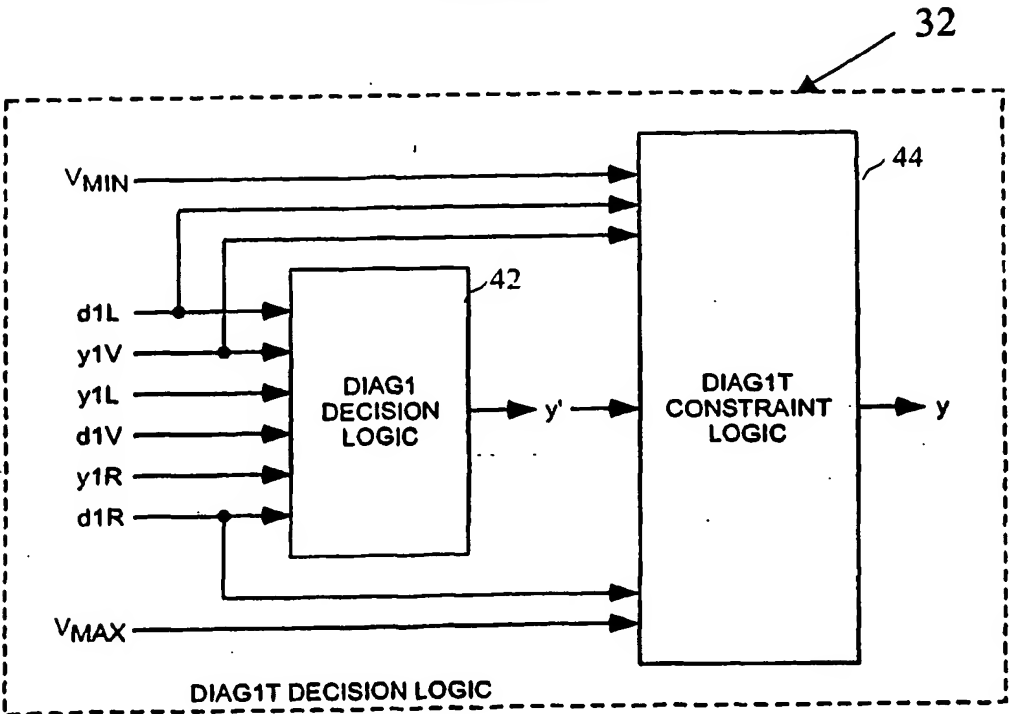 32
VMIN
44
42
d1L
y1V
y1L
d1V
y1R
d1R
DIAG1
DECISION
LOGIC
y'
DIAG1T
CONSTRAINT
LOGIC
y
VMAX
DIAG1T DECISION LOGIC